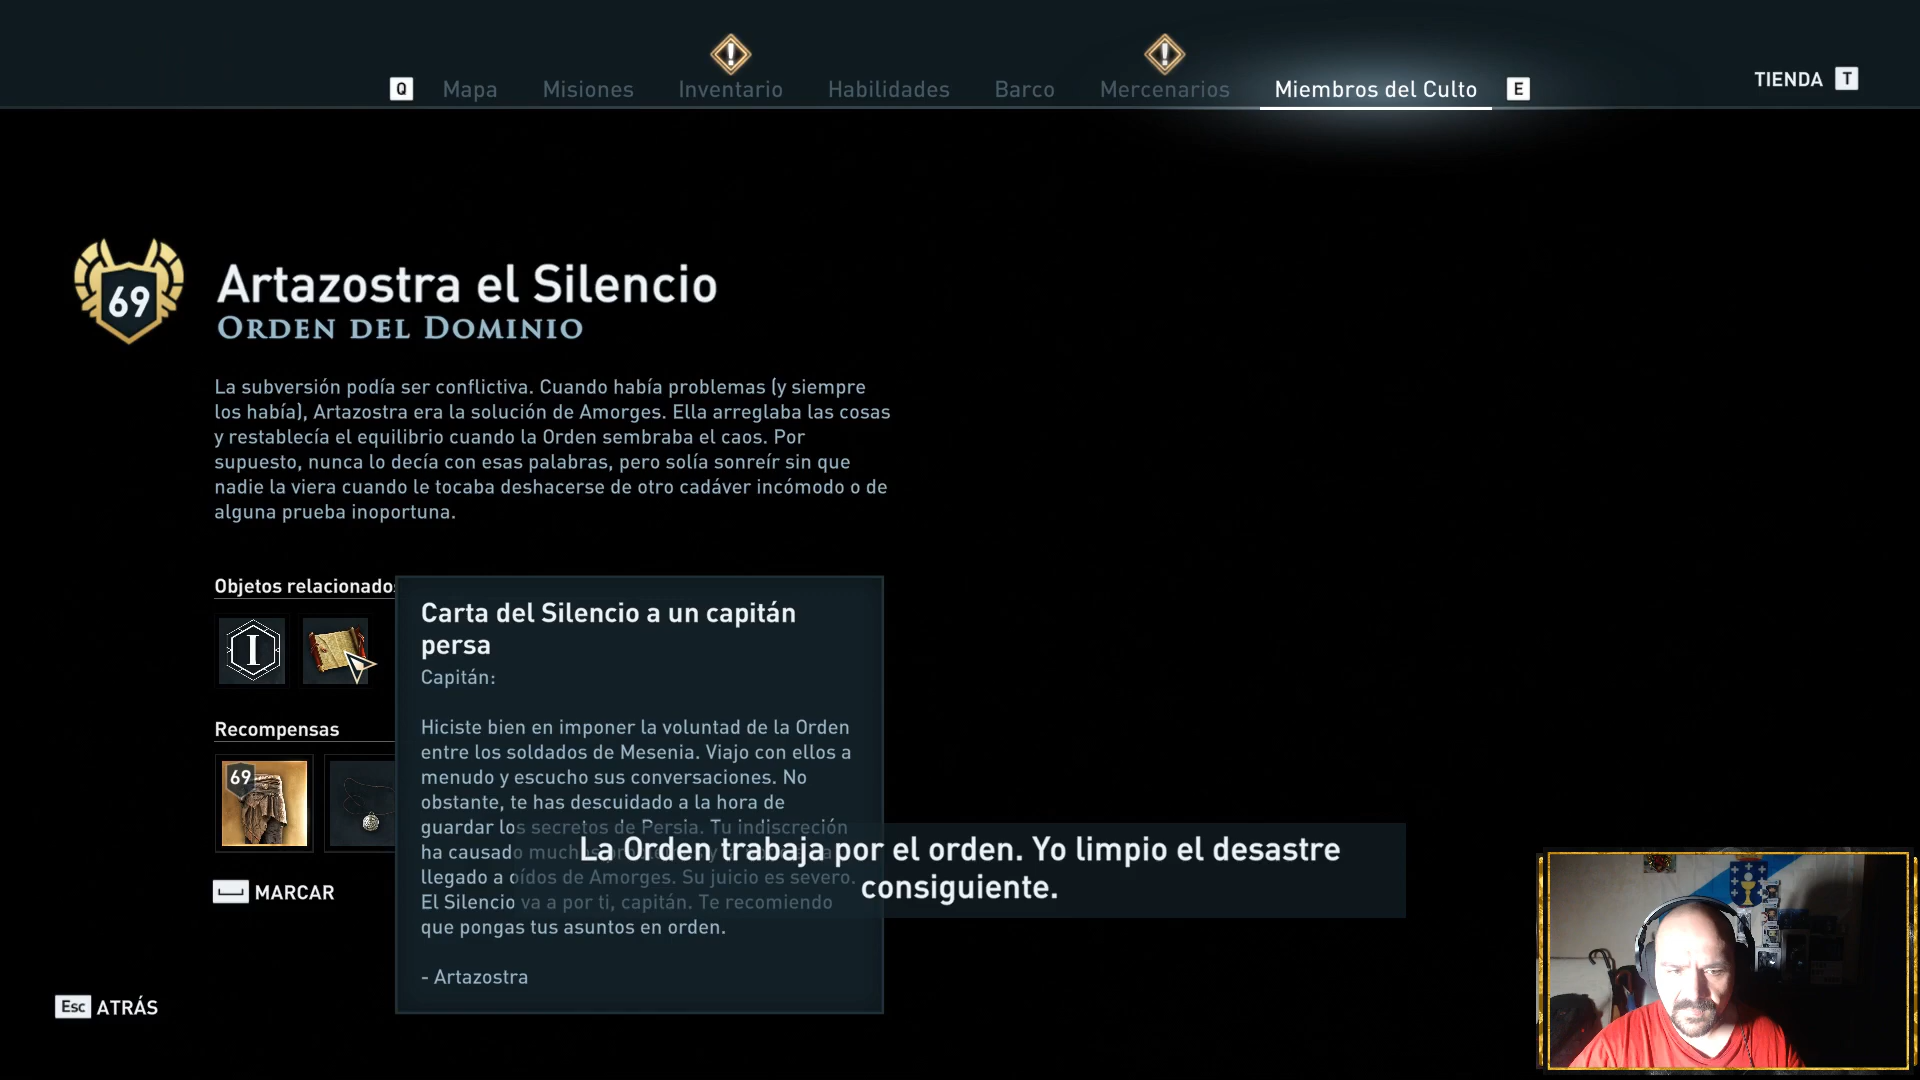 Q Mapa Misiones Inventario Habilidades Barco Mercenarios Miembros del Culto E
TIENDA T
69
Artazostra el Silencio
ORDEN DEL DOMINIO
La subversión podía ser conflictiva. Cuando había problemas (y siempre
los había), Artazostra era la solución de Amorges. Ella arreglaba las cosas
y restablecía el equilibrio cuando la Orden sembraba el caos. Por
supuesto, nunca lo decía con esas palabras, pero solía sonreír sin que
nadie la viera cuando le tocaba deshacerse de otro cadáver incómodo o de
alguna prueba inoportuna.
Objetos relacionados
I
Carta del Silencio a un capitán
persa
Capitán:
Hiciste bien en imponer la voluntad de la Orden
entre los soldados de Mesenia. Viajo con ellos a
menudo y escucho sus conversaciones. No
obstante, te has descuidado a la hora de
guardar los secretos de Persia. Tu indiscreción
ha causado
llegado a oídos de Amorges. Su juicio es severo.
El Silencio va a por ti, capitán. Te recomiendo
que pongas tus asuntos en orden.
- Artazostra
Recompensas
69
MARCAR
La Orden trabaja por el orden. Yo limpio el desastre
consiguiente.
Esc ATRÁS